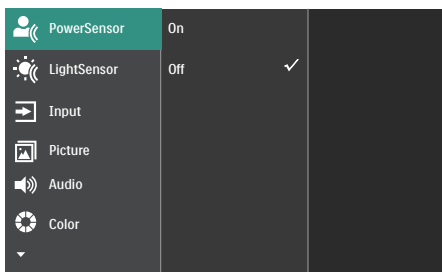 PowerSensor
On
LightSensor
Off
Input
Picture
Audio
Color